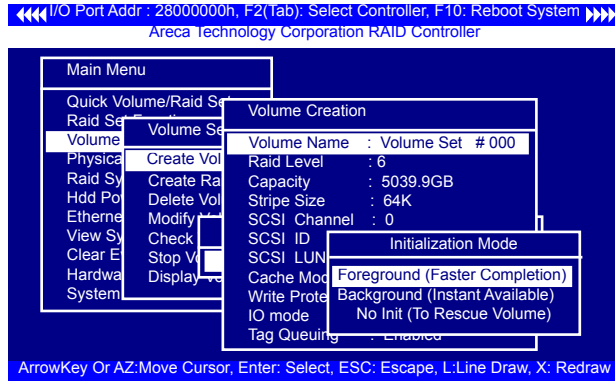 I/O Port Addr : 28000000h, F2(Tab): Select Controller, F10: Reboot System
Areca Technology Corporation RAID Controller
Main Menu
Quick Volume/Raid
Raid
Volume
Physica
Raid Sy
Hdd Po
Etherne
View Sy
Clear E
Hardwa
System
Volume Se
Create Vol
Create Ra
Delete Vol
Modify
Check
Stop
Display
Volume Creation
Volume Name : Volume Set # 000
Raid Level : 6
Capacity : 5039.9GB
Stripe Size : 64K
SCSI Channel : 0
SCSI ID
SCSI LUN
Cache Mod
Write Prote
IO mode
Tag Queuing : Enabled
Initialization Mode
Foreground (Faster Completion)
Background (Instant Available)
No Init (To Rescue Volume)
ArrowKey Or AZ:Move Cursor, Enter: Select, ESC: Escape, L:Line Draw, X: Redraw